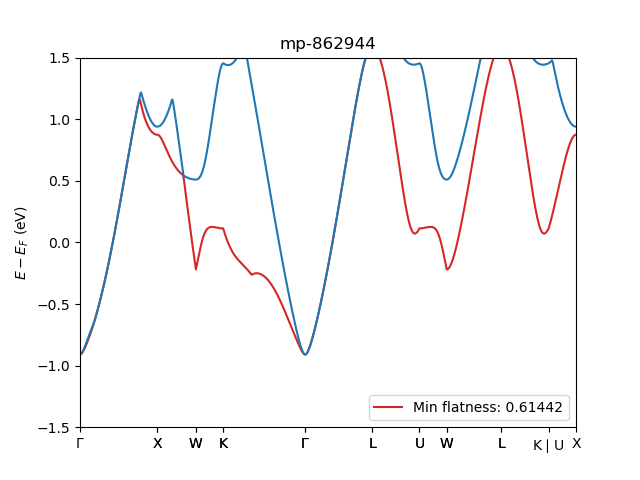 mp-862944
E − E_F (eV)
1.5
1.0
0.5
0.0
−0.5
−1.0
−1.5
Min flatness: 0.61442
Γ X W K Γ L U W L K | U X